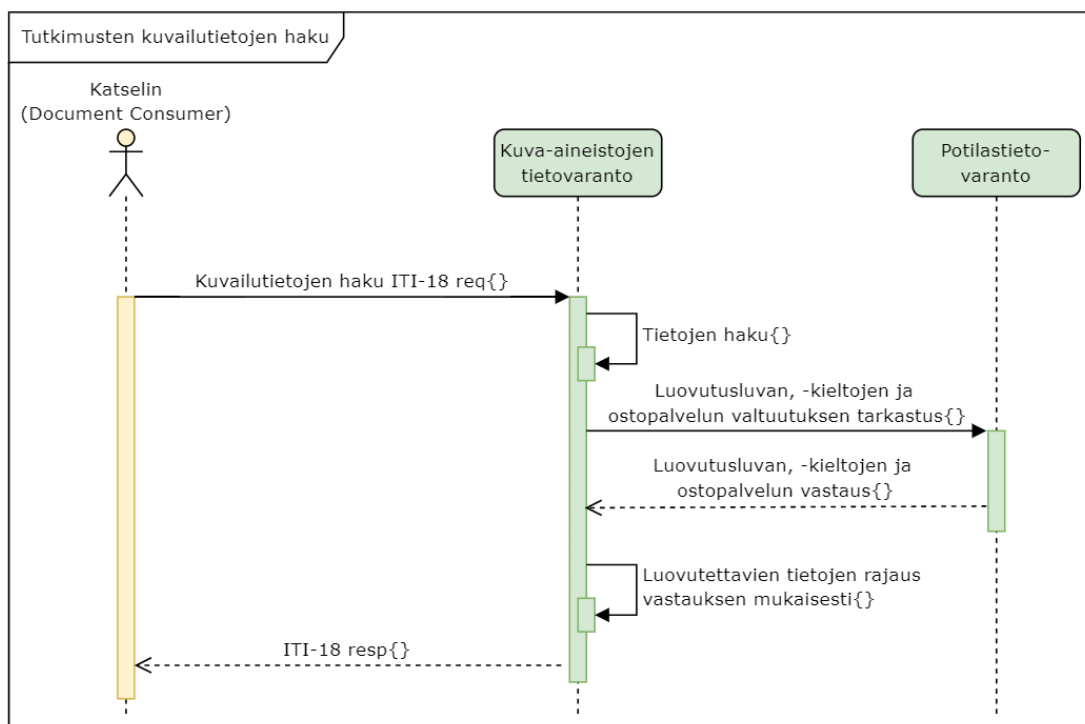 Tutkimusten kuvailutietojen haku
Katselin
(Document Consumer)
Kuva-aineistojen
tietovaranto
Potilastieto-
varanto
Kuvailutietojen haku ITI-18 req{}
Tietojen haku{}
Luovutusluvan, -kieltojen ja
ostopalvelun valtuutuksen tarkastus{}
Luovutusluvan, -kieltojen ja
ostopalvelun vastaus{}
Luovutettavien tietojen rajaus
vastauksen mukaisesti{}
ITI-18 resp{}